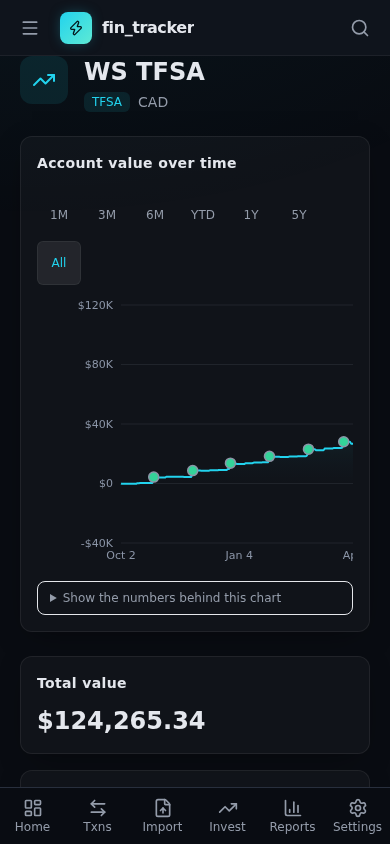 fin_tracker
WS TFSA
TFSA CAD
Account value over time
1M 3M 6M YTD 1Y 5Y
All
$120K
$80K
$40K
$0
-$40K
Oct 2 Jan 4 Ap
Show the numbers behind this chart
Total value
$124,265.34
Home Txns Import Invest Reports Settings